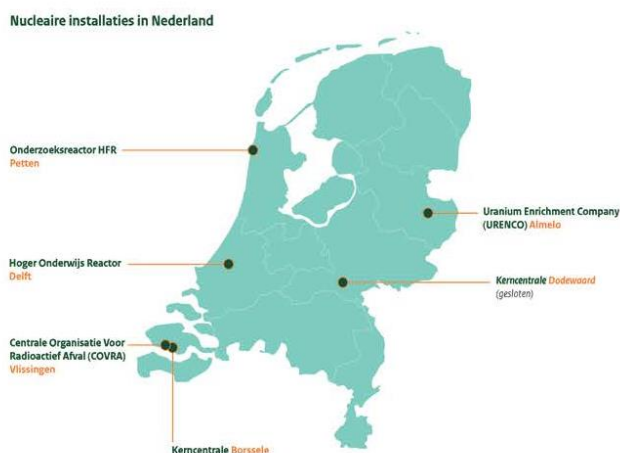 Nucleaire installaties in Nederland
Onderzoeksreactor HFR
Petten
Uranium Enrichment Company
(URENCO) Almelo
Hoger Onderwijs Reactor
Delft
Kerncentrale Dodewaard
(gesloten)
Centrale Organisatie Voor
Radioactief Afval (COVRA)
Vlissingen
Kerncentrale Borssele